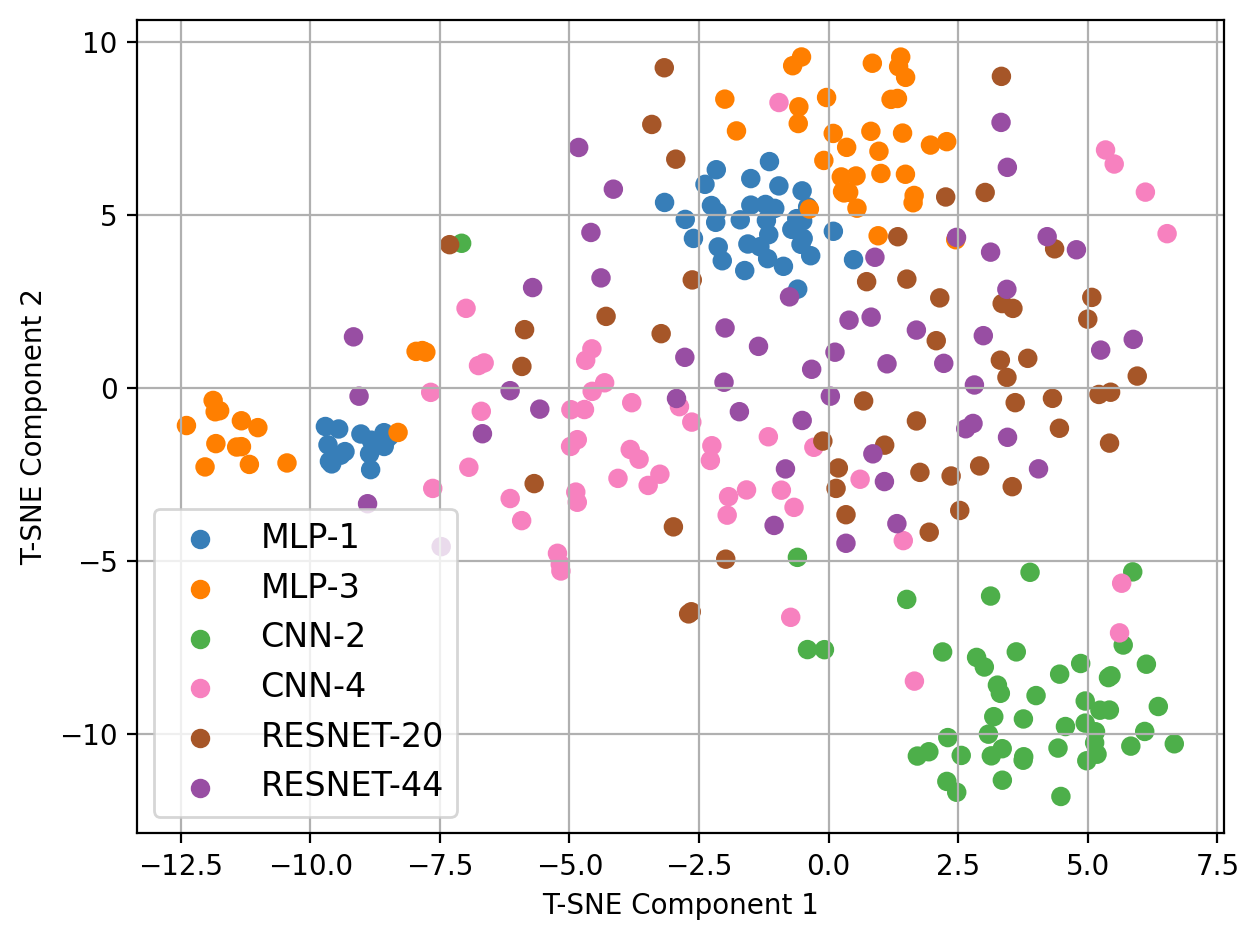 10
5
0
−5
−10
T-SNE Component 2
MLP-1
MLP-3
CNN-2
CNN-4
RESNET-20
RESNET-44
−12.5 −10.0 −7.5 −5.0 −2.5 0.0 2.5 5.0 7.5
T-SNE Component 1